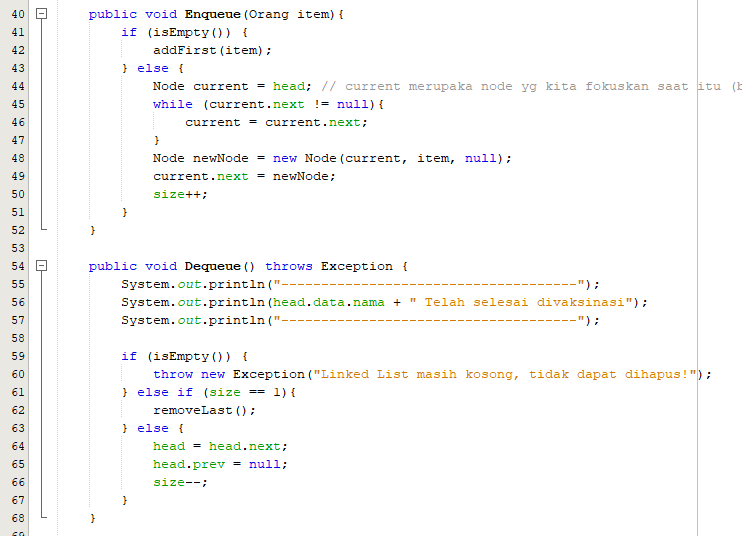 40 public void Enqueue(Orang item){
41 if (isEmpty()) {
42 addFirst(item);
43 } else {
44 Node current = head; // current merupaka node yg kita fokuskan saat itu (b
45 while (current.next != null){
46 current = current.next;
47 }
48 Node newNode = new Node(current, item, null);
49 current.next = newNode;
50 size++;
51 }
52 }
53
54 public void Dequeue() throws Exception {
55 System.out.println("-------------------------------------");
56 System.out.println(head.data.nama + " Telah selesai divaksinasi");
57 System.out.println("-------------------------------------");
58
59 if (isEmpty()) {
60 throw new Exception("Linked List masih kosong, tidak dapat dihapus!");
61 } else if (size == 1){
62 removeLast();
63 } else {
64 head = head.next;
65 head.prev = null;
66 size--;
67 }
68 }